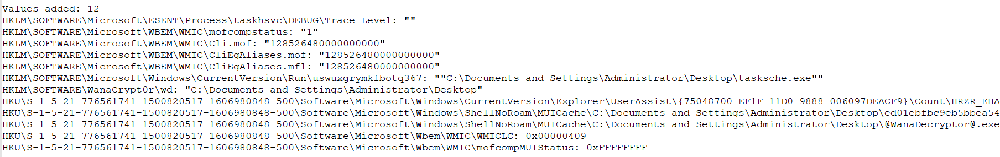 Values added: 12
HKLM\SOFTWARE\Microsoft\ESENT\Process\taskhsvc\DEBUG\Trace Level: ""
HKLM\SOFTWARE\Microsoft\WBEM\WMIC\mofcompstatus: "1"
HKLM\SOFTWARE\Microsoft\WBEM\WMIC\Cli.mof: "128526480000000000"
HKLM\SOFTWARE\Microsoft\WBEM\WMIC\CliEgAliases.mof: "128526480000000000"
HKLM\SOFTWARE\Microsoft\WBEM\WMIC\CliEgAliases.mfl: "128526480000000000"
HKLM\SOFTWARE\Microsoft\Windows\CurrentVersion\Run\uswuxgrymkfbotq367: ""C:\Documents and Settings\Administrator\Desktop\tasksche.exe""
HKLM\SOFTWARE\WanaCrypt0r\wd: "C:\Documents and Settings\Administrator\Desktop"
HKU\S-1-5-21-776561741-1500820517-1606980848-500\Software\Microsoft\Windows\CurrentVersion\Explorer\UserAssist\{75048700-EF1F-11D0-9888-006097DEACF9}\Count\HRZR_EHA
HKU\S-1-5-21-776561741-1500820517-1606980848-500\Software\Microsoft\Windows\ShellNoRoam\MUICache\C:\Documents and Settings\Administrator\Desktop\ed01ebfbc9eb5bbea54
HKU\S-1-5-21-776561741-1500820517-1606980848-500\Software\Microsoft\Windows\ShellNoRoam\MUICache\C:\Documents and Settings\Administrator\Desktop\@WanaDecryptor@.exe
HKU\S-1-5-21-776561741-1500820517-1606980848-500\Software\Microsoft\Wbem\WMIC\WMICLC: 0x00000409
HKU\S-1-5-21-776561741-1500820517-1606980848-500\Software\Microsoft\Wbem\WMIC\mofcompMUIStatus: 0xFFFFFFFF